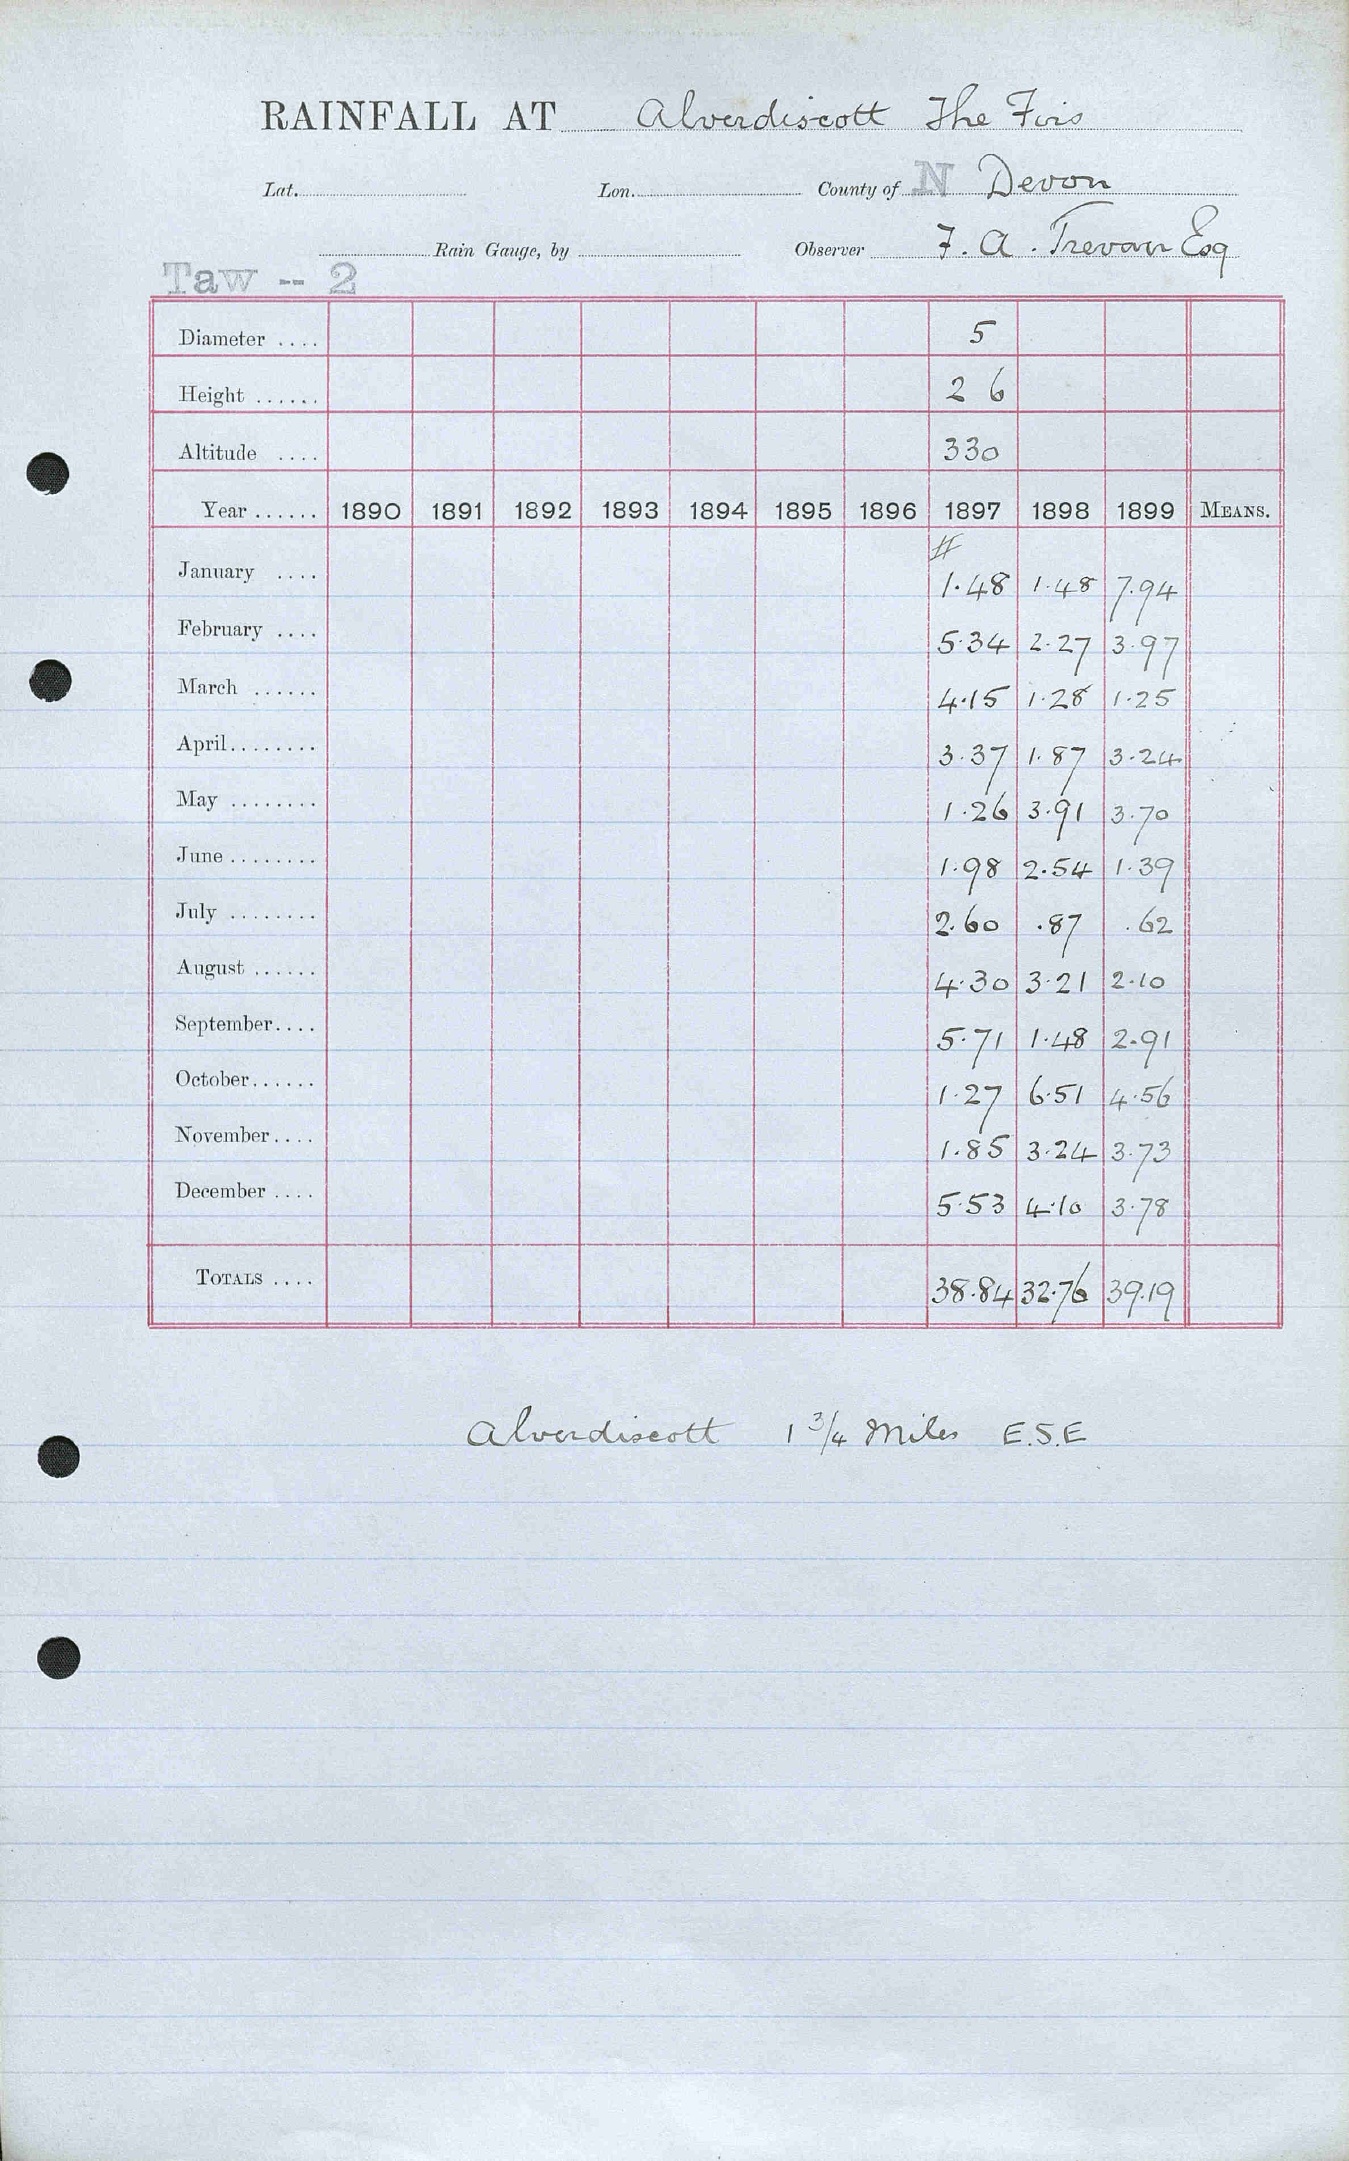 RAINFALL AT Alverdiscott The Firs
Lat. Lon. County of N Devon
Rain Gauge, by Observer F. A. Trevan Esq
Taw -- 2
Diameter .... 5
Height ...... 2 6
Altitude .... 330
Year ...... 1890 1891 1892 1893 1894 1895 1896 1897 1898 1899 MEANS.
#
January .... 1.48 1.48 7.94
February .... 5.34 2.27 3.97
March ...... 4.15 1.28 1.25
April........ 3.37 1.87 3.24
May ........ 1.26 3.91 3.70
June ........ 1.98 2.54 1.39
July ........ 2.60 .87 .62
August ...... 4.30 3.21 2.10
September.... 5.71 1.48 2.91
October...... 1.27 6.51 4.56
November.... 1.85 3.24 3.73
December .... 5.53 4.10 3.78
TOTALS .... 38.84 32.76 39.19
Alverdiscott 1 3/4 Miles E.S.E